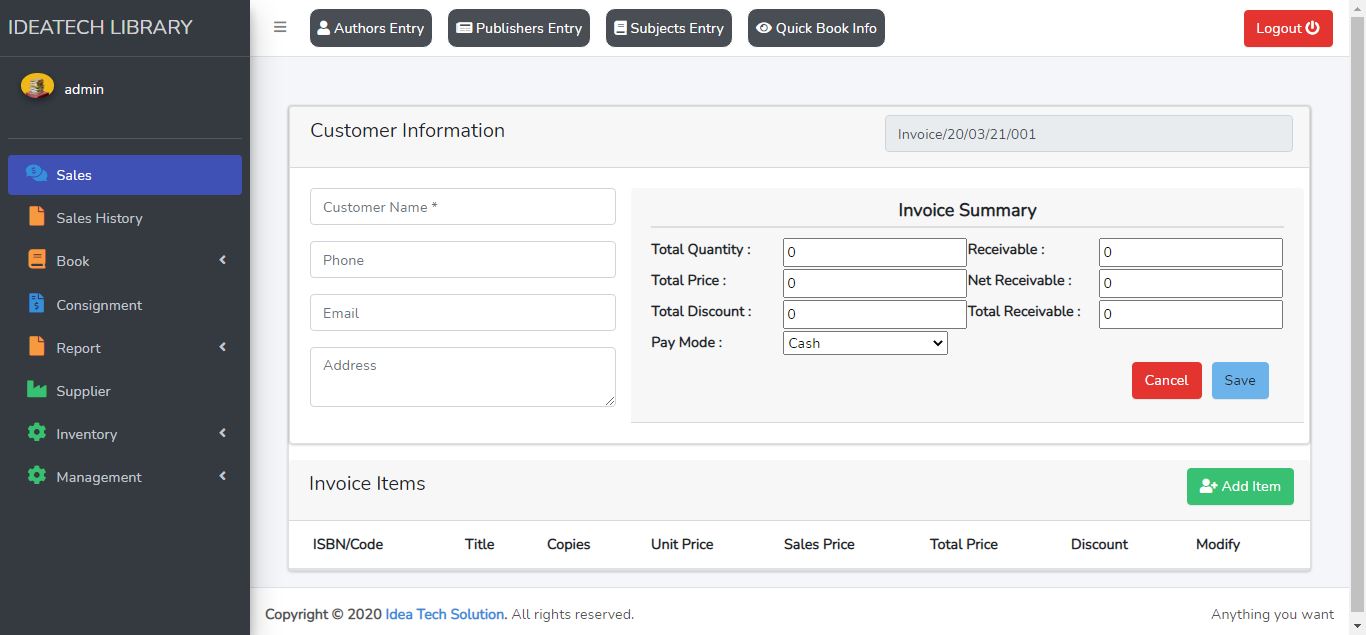 IDEATECH LIBRARY
Authors Entry
Publishers Entry
Subjects Entry
Quick Book Info
Logout
admin
Sales
Sales History
Book
Consignment
Report
Supplier
Inventory
Management
Customer Information
Invoice/20/03/21/001
Customer Name *
Phone
Email
Address
Invoice Summary
Total Quantity : 0 Receivable : 0
Total Price : 0 Net Receivable : 0
Total Discount : 0 Total Receivable : 0
Pay Mode : Cash
Cancel Save
Invoice Items
Add Item
ISBN/Code Title Copies Unit Price Sales Price Total Price Discount Modify
Copyright © 2020 Idea Tech Solution. All rights reserved. Anything you want